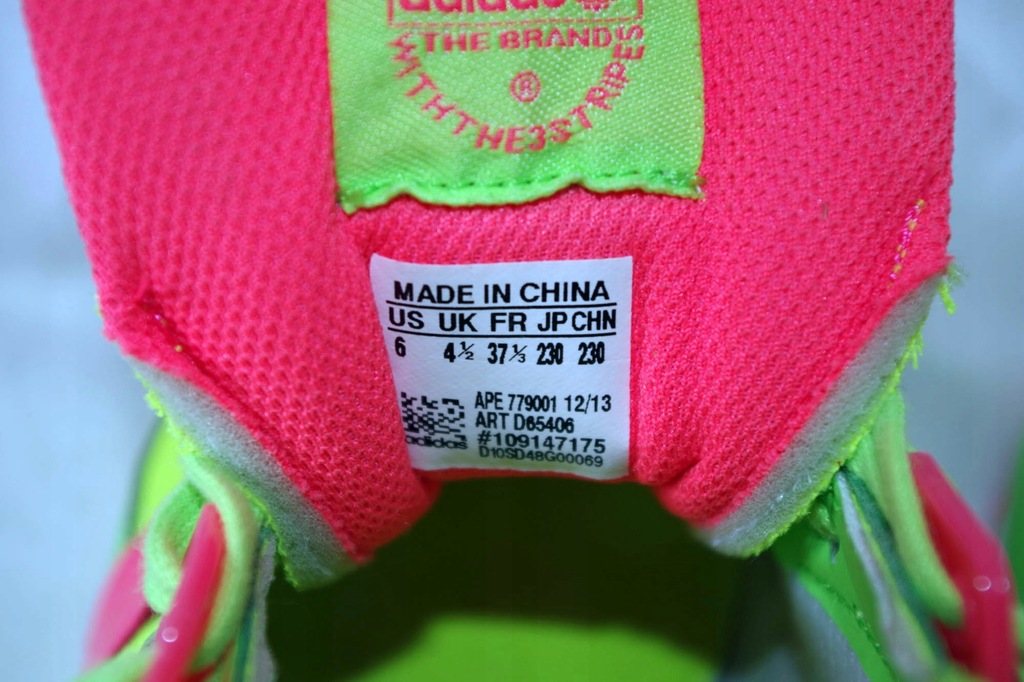 adidas
THE BRAND
WITH THE 3 STRIPES
®
MADE IN CHINA
US UK FR JP CHN
6 4½ 37⅓ 230 230
APE 779001 12/13
ART D65406
adidas #109147175
D10SD48G00069